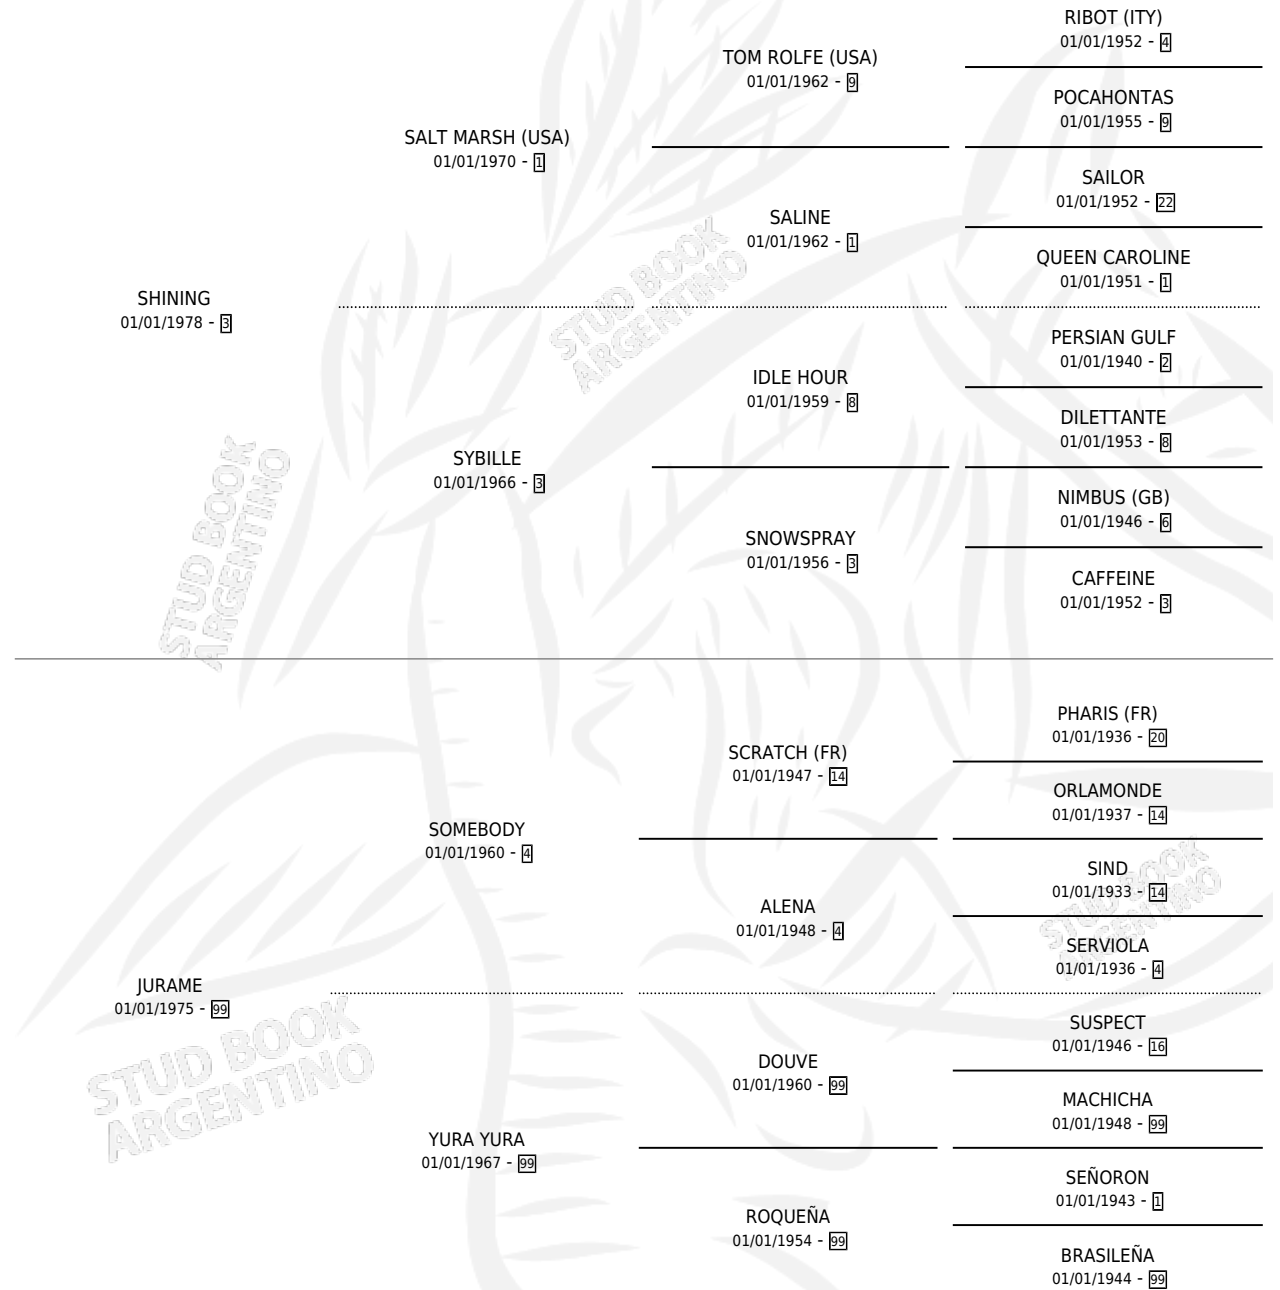 RIBOT (ITY)
01/01/1952 - 4
TOM ROLFE (USA)
01/01/1962 - 9
POCAHONTAS
01/01/1955 - 9
SALT MARSH (USA)
01/01/1970 - 1
SAILOR
01/01/1952 - 22
SALINE
01/01/1962 - 1
QUEEN CAROLINE
01/01/1951 - 1
SHINING
01/01/1978 - 3
PERSIAN GULF
01/01/1940 - 2
IDLE HOUR
01/01/1959 - 8
DILETTANTE
01/01/1953 - 8
SYBILLE
01/01/1966 - 3
NIMBUS (GB)
01/01/1946 - 6
SNOWSPRAY
01/01/1956 - 3
CAFFEINE
01/01/1952 - 3
STUD BOOK
ARGENTINO
STUD BOOK
ARGENTINO
PHARIS (FR)
01/01/1936 - 20
SCRATCH (FR)
01/01/1947 - 14
ORLAMONDE
01/01/1937 - 14
SOMEBODY
01/01/1960 - 4
SIND
01/01/1933 - 14
ALENA
01/01/1948 - 4
SERVIOLA
01/01/1936 - 4
JURAME
01/01/1975 - 99
SUSPECT
01/01/1946 - 16
DOUVE
01/01/1960 - 99
MACHICHA
01/01/1948 - 99
YURA YURA
01/01/1967 - 99
SEÑORON
01/01/1943 - 1
ROQUEÑA
01/01/1954 - 99
BRASILEÑA
01/01/1944 - 99
STUD BOOK
ARGENTINO
STUD BOOK
ARGENTINO